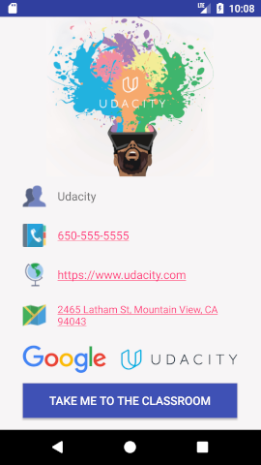 LTE 10:08
UDACITY
Udacity
650-555-5555
https://www.udacity.com
2465 Latham St, Mountain View, CA
94043
Google UDACITY
TAKE ME TO THE CLASSROOM